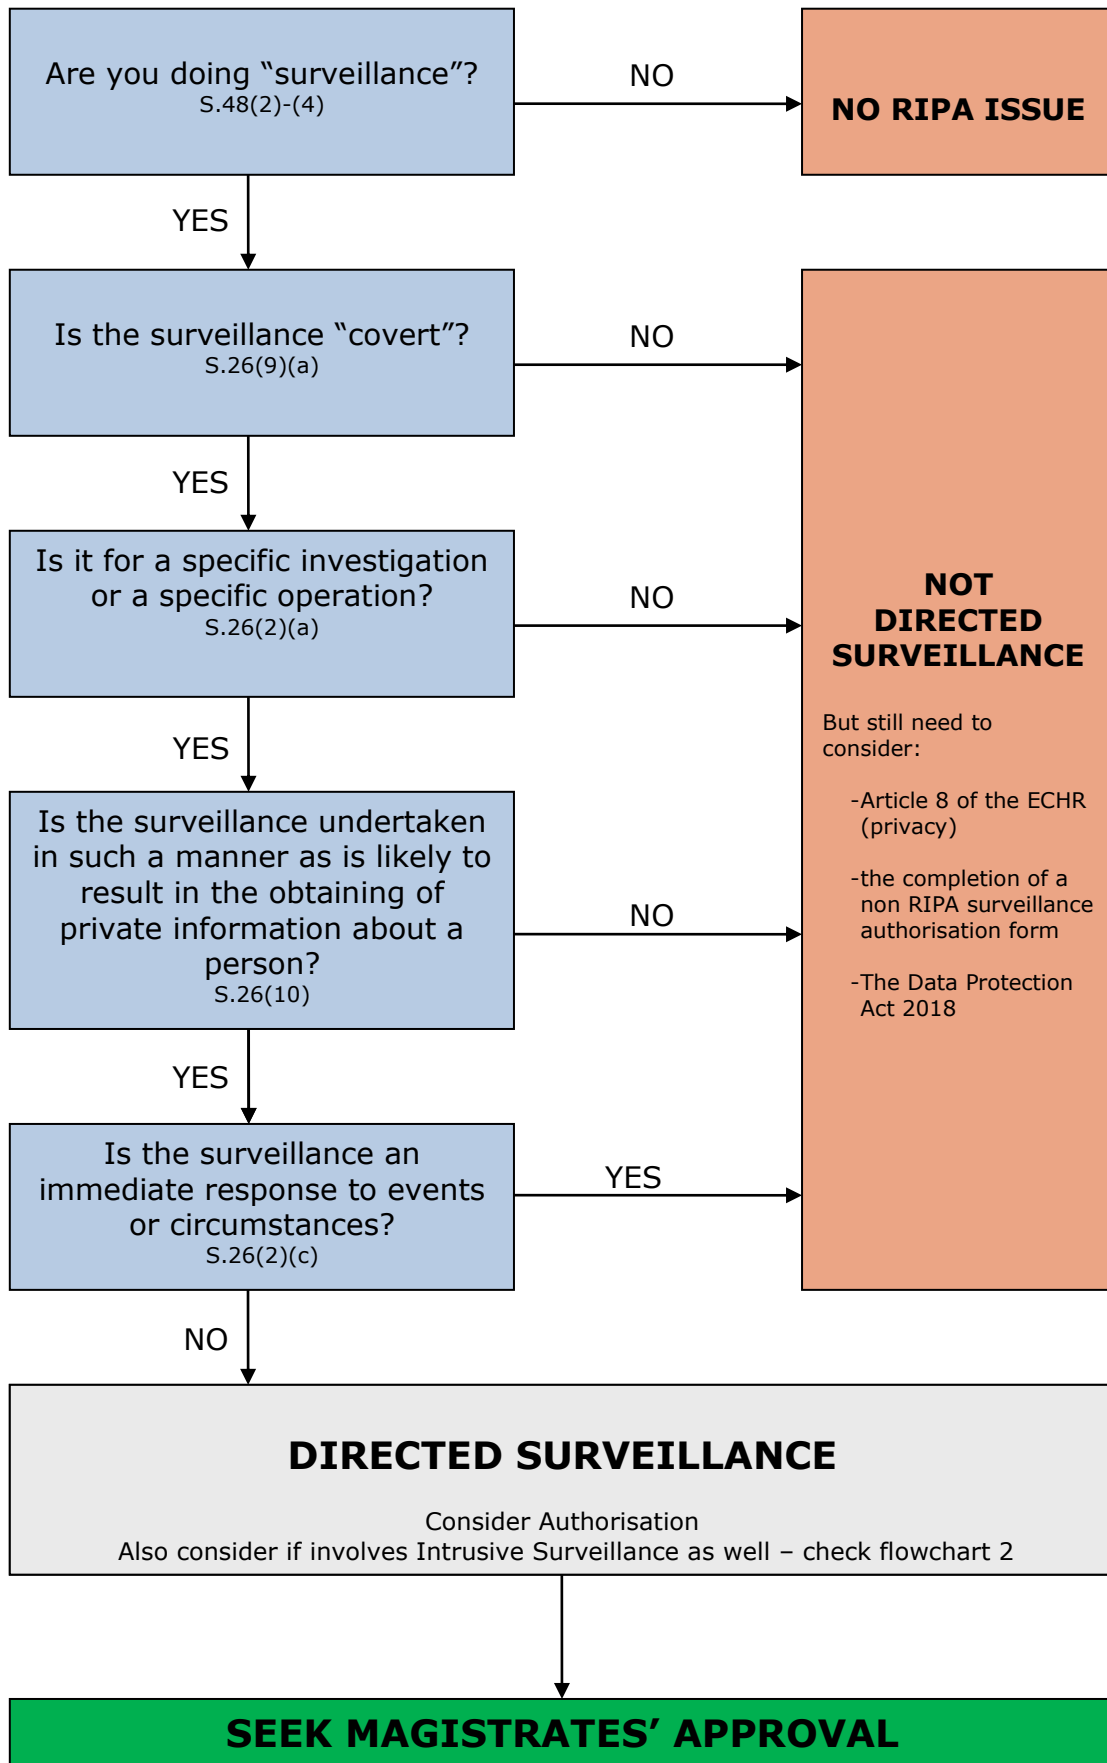 Are you doing “surveillance”?
S.48(2)-(4)
NO
NO RIPA ISSUE
YES
Is the surveillance “covert”?
S.26(9)(a)
NO
YES
Is it for a specific investigation
or a specific operation?
S.26(2)(a)
NO
YES
Is the surveillance undertaken
in such a manner as is likely to
result in the obtaining of
private information about a
person?
S.26(10)
NO
YES
Is the surveillance an
immediate response to events
or circumstances?
S.26(2)(c)
YES
NO
NOT
DIRECTED
SURVEILLANCE
But still need to
consider:
-Article 8 of the ECHR
(privacy)
-the completion of a
non RIPA surveillance
authorisation form
-The Data Protection
Act 2018
DIRECTED SURVEILLANCE
Consider Authorisation
Also consider if involves Intrusive Surveillance as well – check flowchart 2
SEEK MAGISTRATES’ APPROVAL